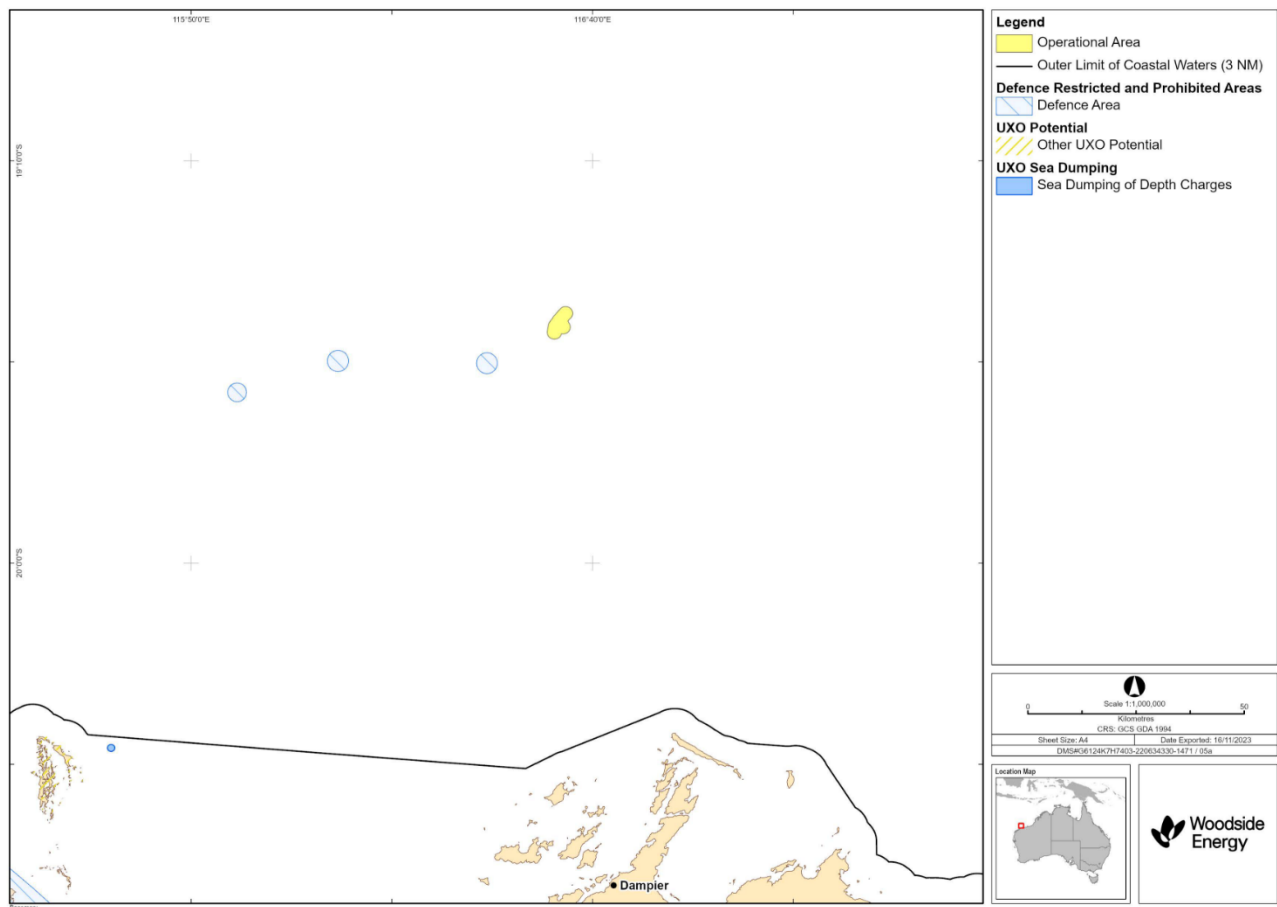 115°50'0"E
116°40'0"E
19°10'0"S
20°0'0"S
Dampier
Legend
Operational Area
Outer Limit of Coastal Waters (3 NM)
Defence Restricted and Prohibited Areas
Defence Area
UXO Potential
Other UXO Potential
UXO Sea Dumping
Sea Dumping of Depth Charges
Scale 1:1,000,000
0 50
Kilometres
CRS: GCS GDA 1994
Sheet Size: A4 Date Exported: 16/11/2023
DMS#G6124K7H7403-226634330-1471 / 05a
Location Map
Woodside
Energy